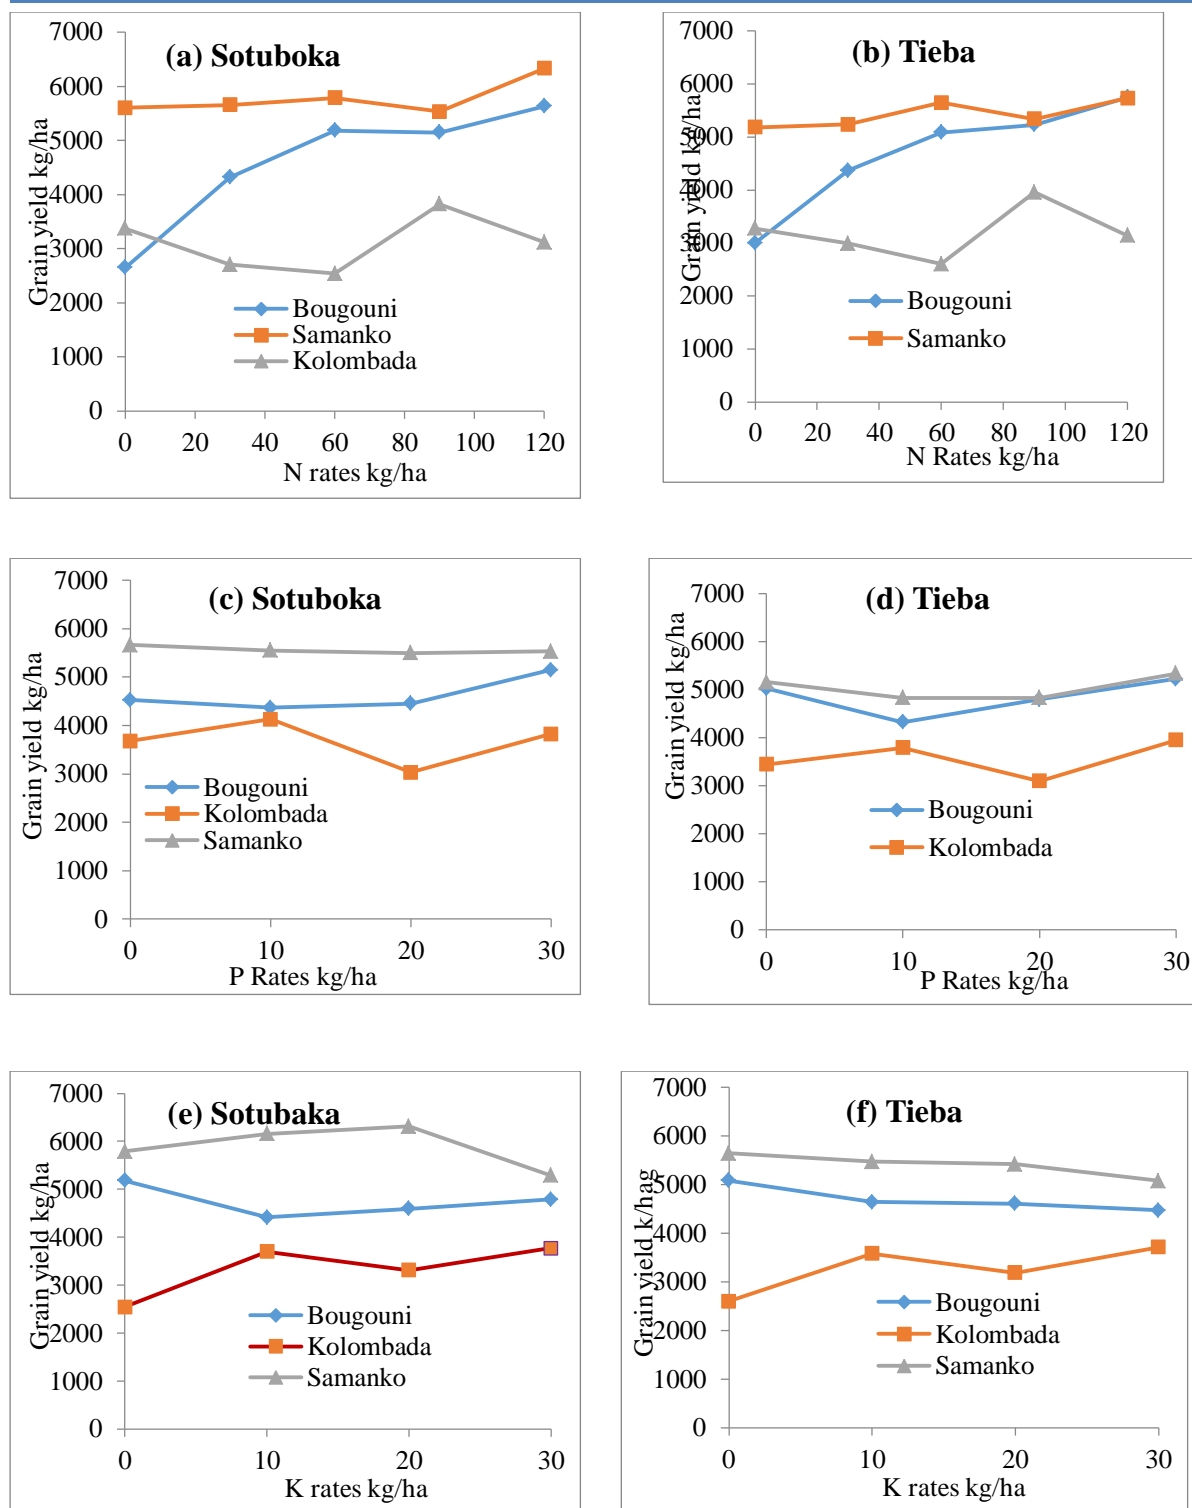 (a) Sotuboka
Grain yield kg/ha
7000
6000
5000
4000
3000
2000
1000
0
Bougouni
Samanko
Kolombada
0 20 40 60 80 100 120
N rates kg/ha
(b) Tieba
Grain yield kg/ha
7000
6000
5000
4000
3000
2000
1000
0
Bougouni
Samanko
0 20 40 60 80 100 120
N Rates kg/ha
(c) Sotuboka
Grain yield kg/ha
7000
6000
5000
4000
3000
2000
1000
0
Bougouni
Kolombada
Samanko
0 10 20 30
P Rates kg/ha
(d) Tieba
Grain yield kg/ha
7000
6000
5000
4000
3000
2000
1000
0
Bougouni
Kolombada
0 10 20 30
P Rates kg/ha
(e) Sotubaka
Grain yield kg/ha
7000
6000
5000
4000
3000
2000
1000
0
Bougouni
Kolombada
Samanko
0 10 20 30
K rates kg/ha
(f) Tieba
Grain yield k/hag
7000
6000
5000
4000
3000
2000
1000
0
Bougouni
Kolombada
Samanko
0 10 20 30
K rates kg/ha